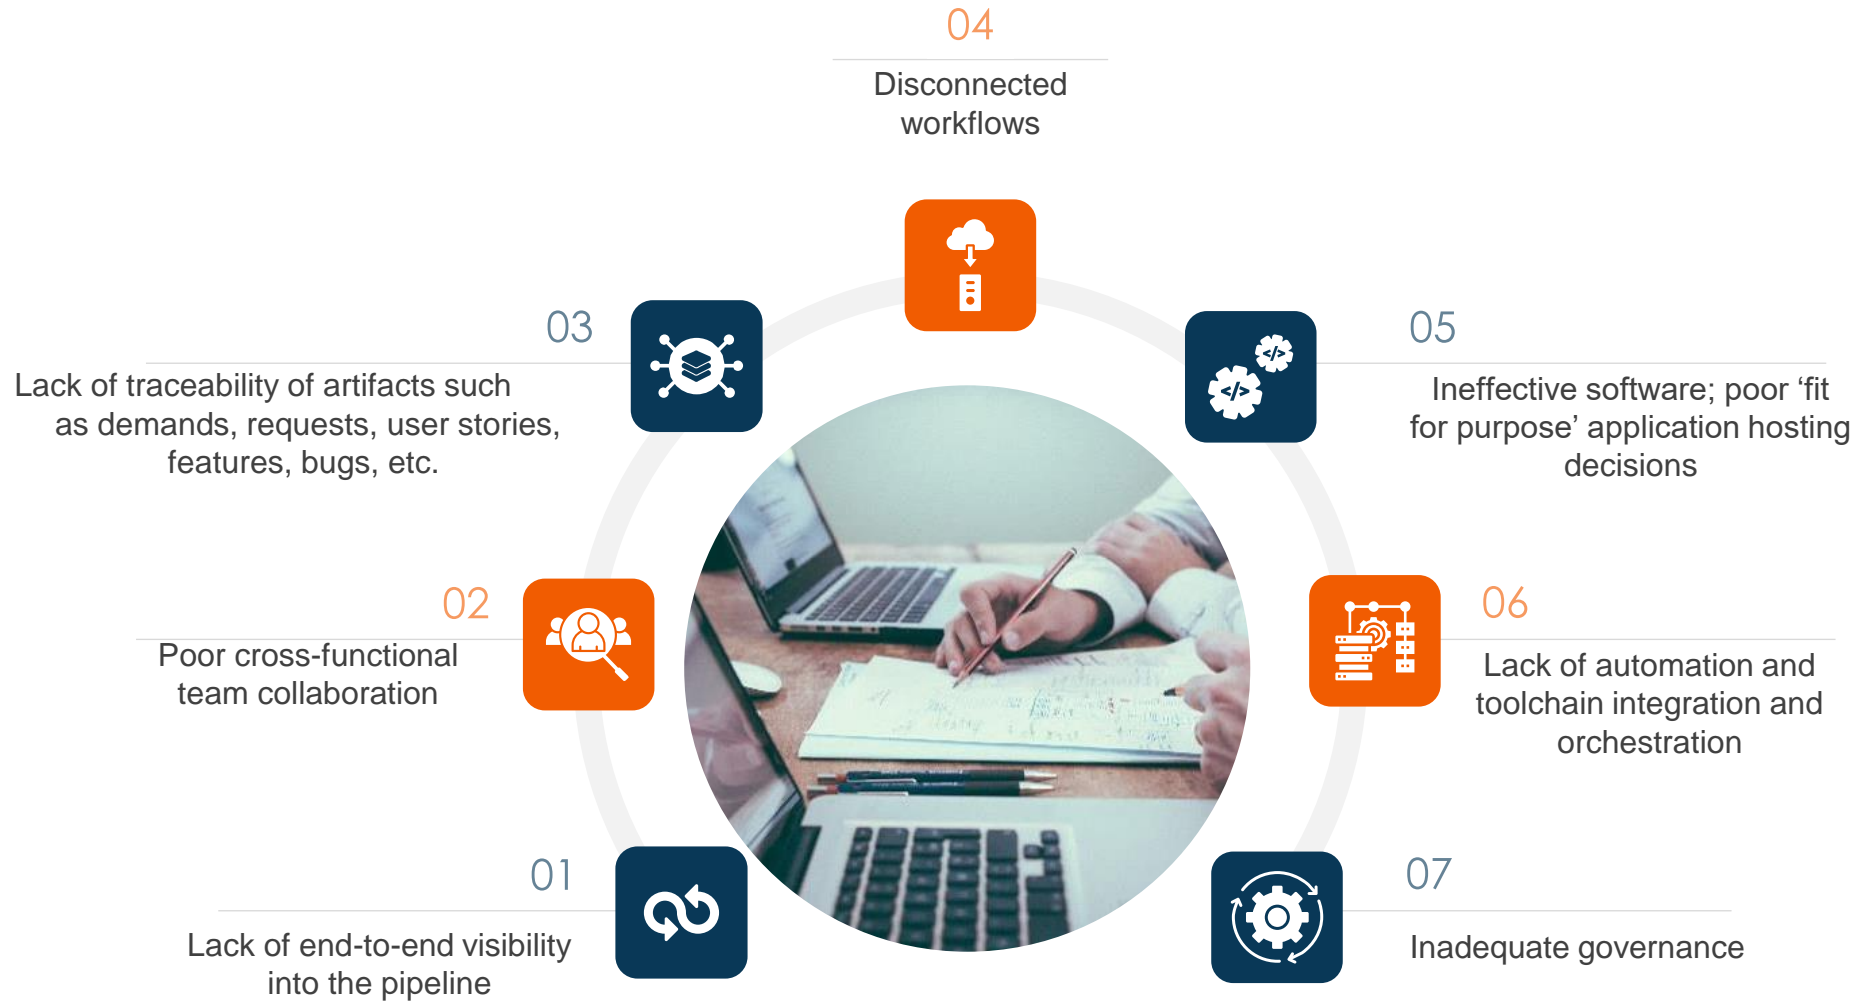 04
Disconnected
workflows
03
Lack of traceability of artifacts such
as demands, requests, user stories,
features, bugs, etc.
05
Ineffective software; poor ‘fit
for purpose’ application hosting
decisions
02
Poor cross-functional
team collaboration
06
Lack of automation and
toolchain integration and
orchestration
01
Lack of end-to-end visibility
into the pipeline
07
Inadequate governance